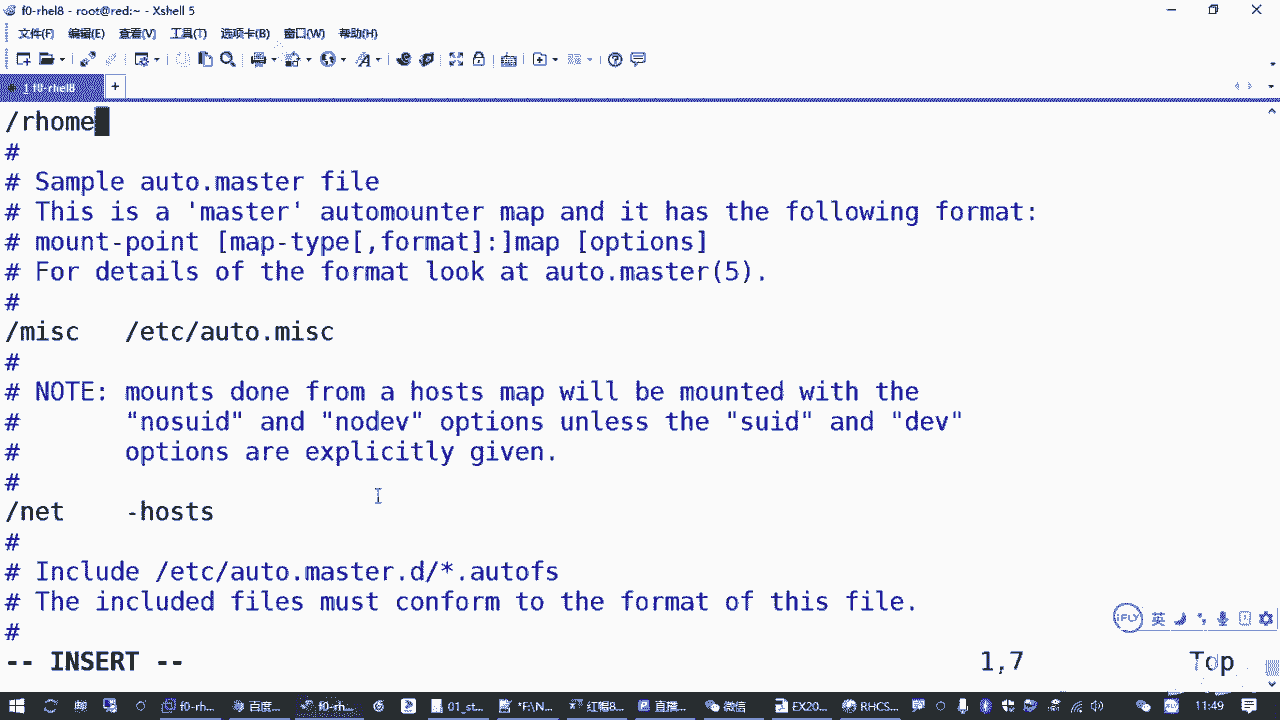 f0-rhel8 - root@red:~ - Xshell 5
文件(F) 编辑(E) 查看(V) 工具(T) 选项卡(B) 窗口(W) 帮助(H)
1 f0-rhel8
/rhome
#
# Sample auto.master file
# This is a 'master' automounter map and it has the following format:
# mount-point [map-type[,format]:]map [options]
# For details of the format look at auto.master(5).
#
/misc   /etc/auto.misc
#
# NOTE: mounts done from a hosts map will be mounted with the
#       "nosuid" and "nodev" options unless the "suid" and "dev"
#       options are explicitly given.
#
/net    -hosts
#
# Include /etc/auto.master.d/*.autofs
# The included files must conform to the format of this file.
#
iFLY 英
-- INSERT -- 1,7 Top
f0-rh... 百度... f0-rh... 01_st... *F:\N... 红帽8... 直播... 微信 EX20... RHCS... 英 11:49